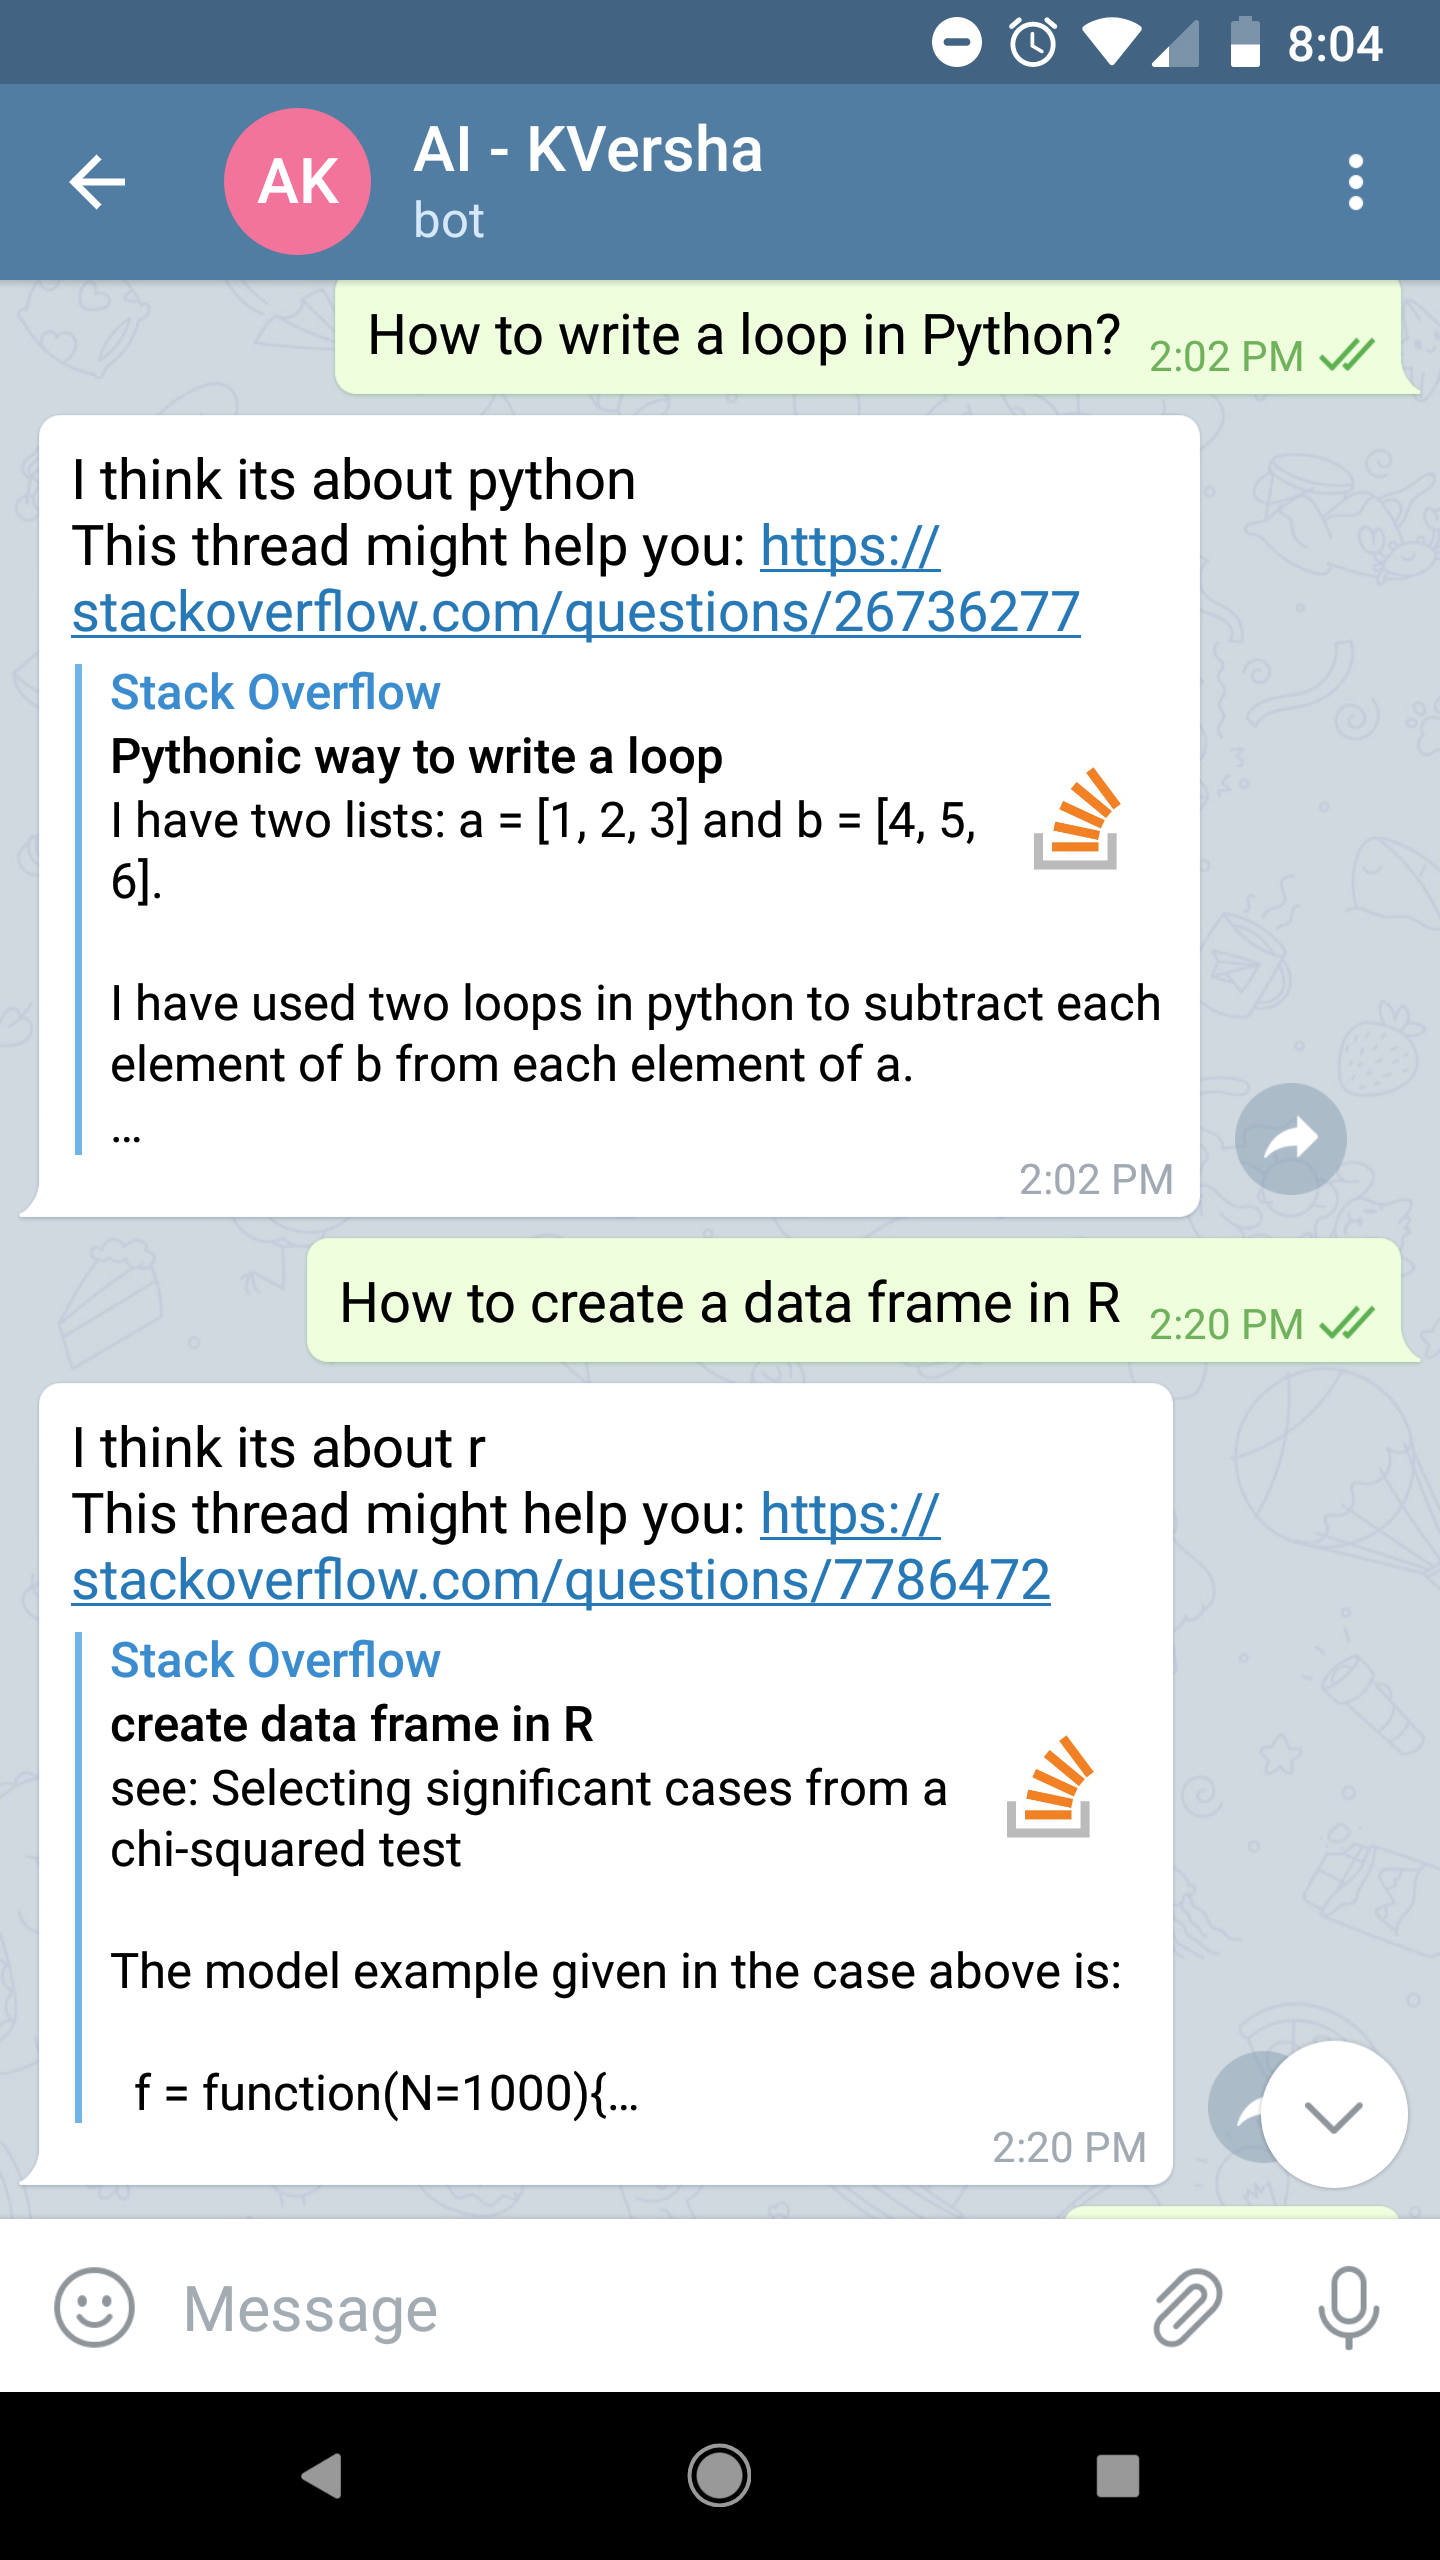 8:04
AK
AI - KVersha
bot
How to write a loop in Python?
2:02 PM
I think its about python
This thread might help you: https://
stackoverflow.com/questions/26736277
Stack Overflow
Pythonic way to write a loop
I have two lists: a = [1, 2, 3] and b = [4, 5,
6].
I have used two loops in python to subtract each
element of b from each element of a.
…
2:02 PM
How to create a data frame in R
2:20 PM
I think its about r
This thread might help you: https://
stackoverflow.com/questions/7786472
Stack Overflow
create data frame in R
see: Selecting significant cases from a
chi-squared test
The model example given in the case above is:
f = function(N=1000){…
2:20 PM
Message